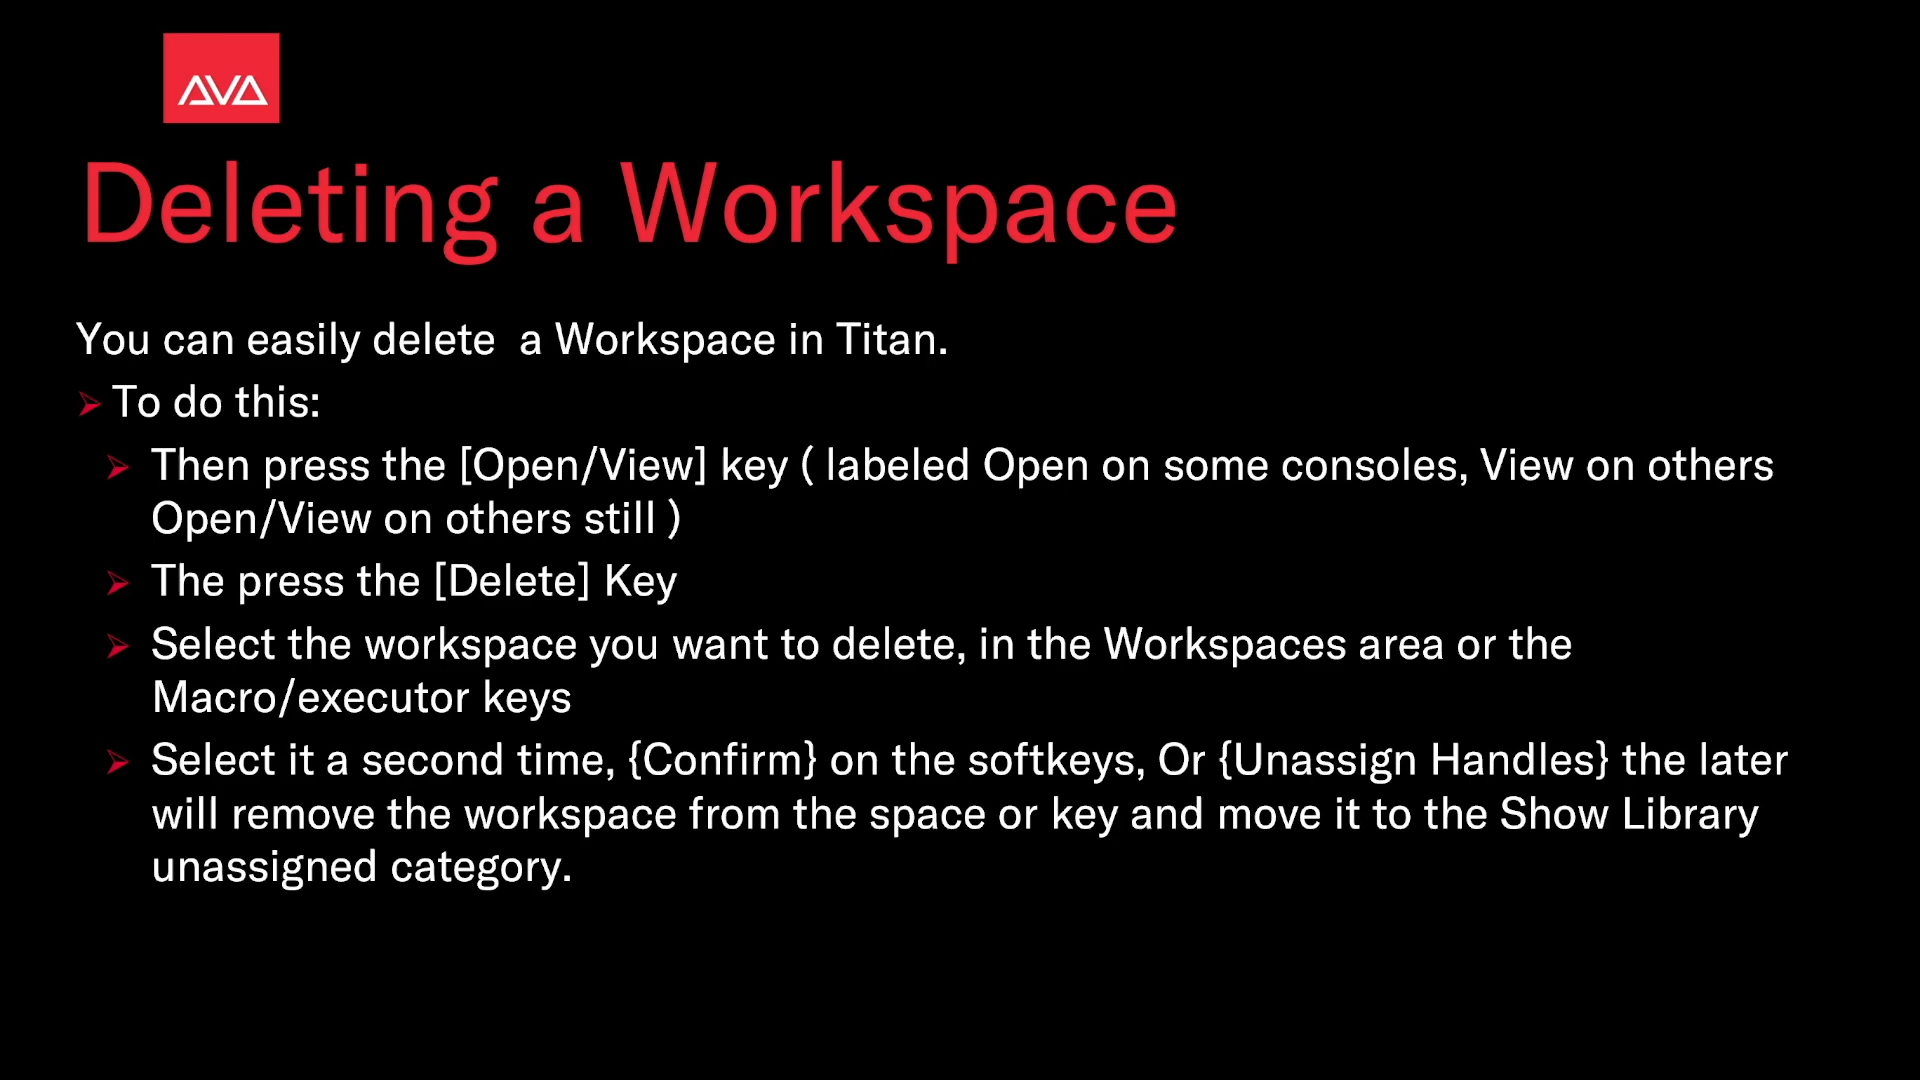 AVA
Deleting a Workspace
You can easily delete  a Workspace in Titan.
To do this:
Then press the [Open/View] key ( labeled Open on some consoles, View on others
Open/View on others still )
The press the [Delete] Key
Select the workspace you want to delete, in the Workspaces area or the
Macro/executor keys
Select it a second time, {Confirm} on the softkeys, Or {Unassign Handles} the later
will remove the workspace from the space or key and move it to the Show Library
unassigned category.